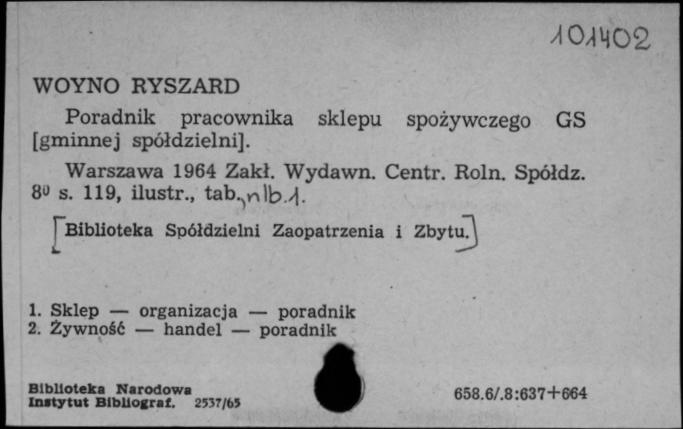 101402
WOYNO RYSZARD
Poradnik pracownika sklepu spożywczego GS
[gminnej spółdzielni].
Warszawa 1964 Zakł. Wydawn. Centr. Roln. Spółdz.
8⁰ s. 119, ilustr., tab., nlb. 1.
[Biblioteka Spółdzielni Zaopatrzenia i Zbytu.]
1. Sklep — organizacja — poradnik
2. Żywność — handel — poradnik
Biblioteka Narodowa
Instytut Bibliograf. 2537/65
658.6/.8:637+664